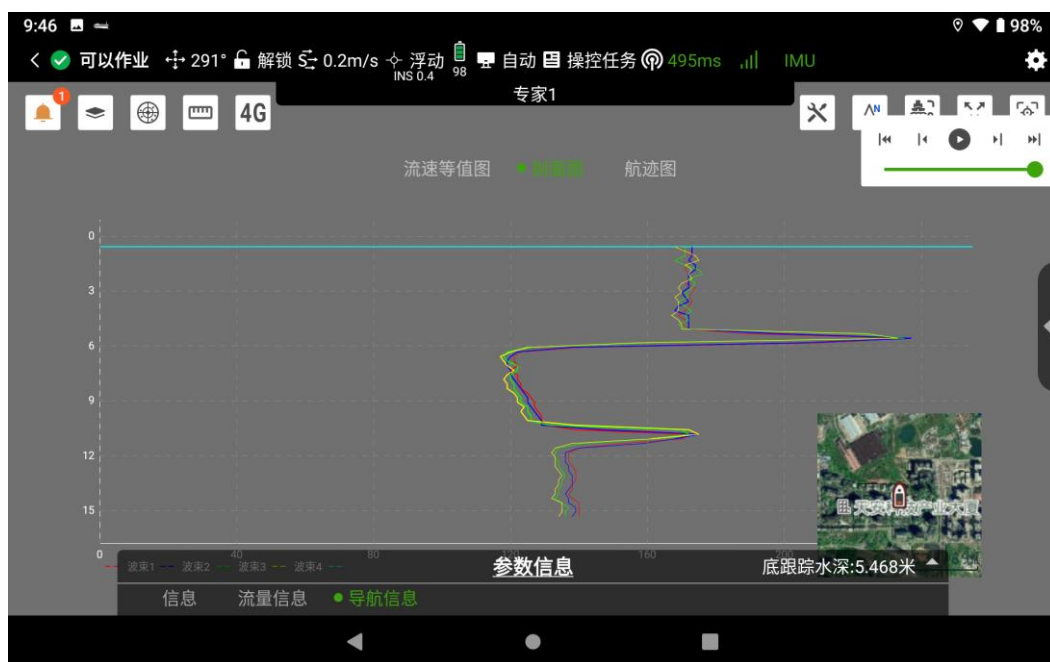 9:46 98%
可以作业 291° 解锁 0.2m/s 浮动 INS 0.4 98 自动 操控任务 495ms IMU
专家1
1 4G N
流速等值图 剖面图 航迹图
0
3
6
9
12
15
0 40 80 120 160 200
波束1 波束2 波束3 波束4
参数信息 底跟踪水深:5.468米
信息 流量信息 导航信息